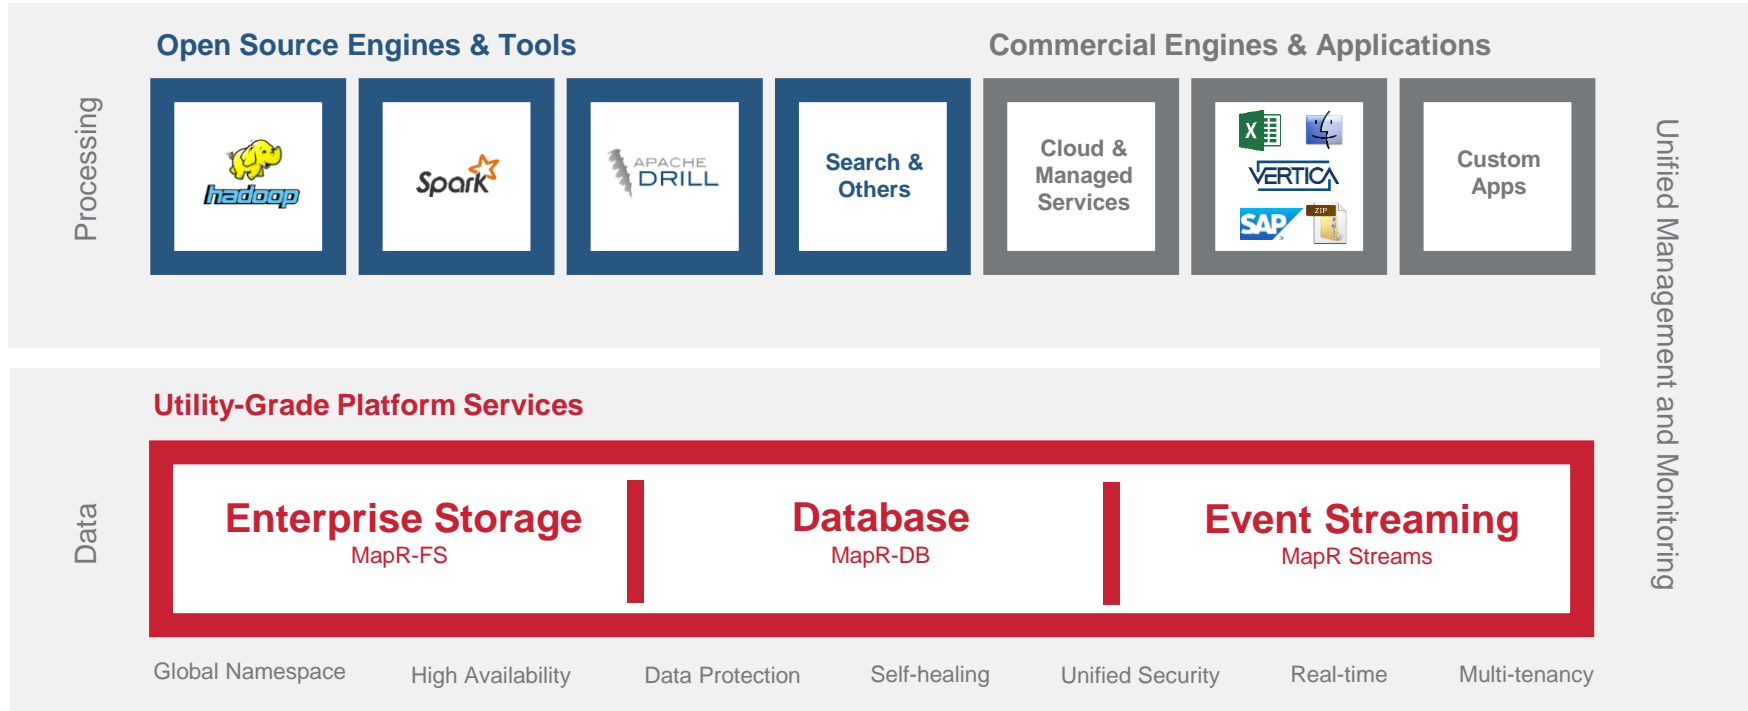 Open Source Engines & Tools
Commercial Engines & Applications
Processing
hadoop
Spark
APACHE
DRILL
Search &
Others
Cloud &
Managed
Services
X
VERTICA
SAP
ZIP
Custom
Apps
Unified Management and Monitoring
Utility-Grade Platform Services
Data
Enterprise Storage
MapR-FS
Database
MapR-DB
Event Streaming
MapR Streams
Global Namespace
High Availability
Data Protection
Self-healing
Unified Security
Real-time
Multi-tenancy